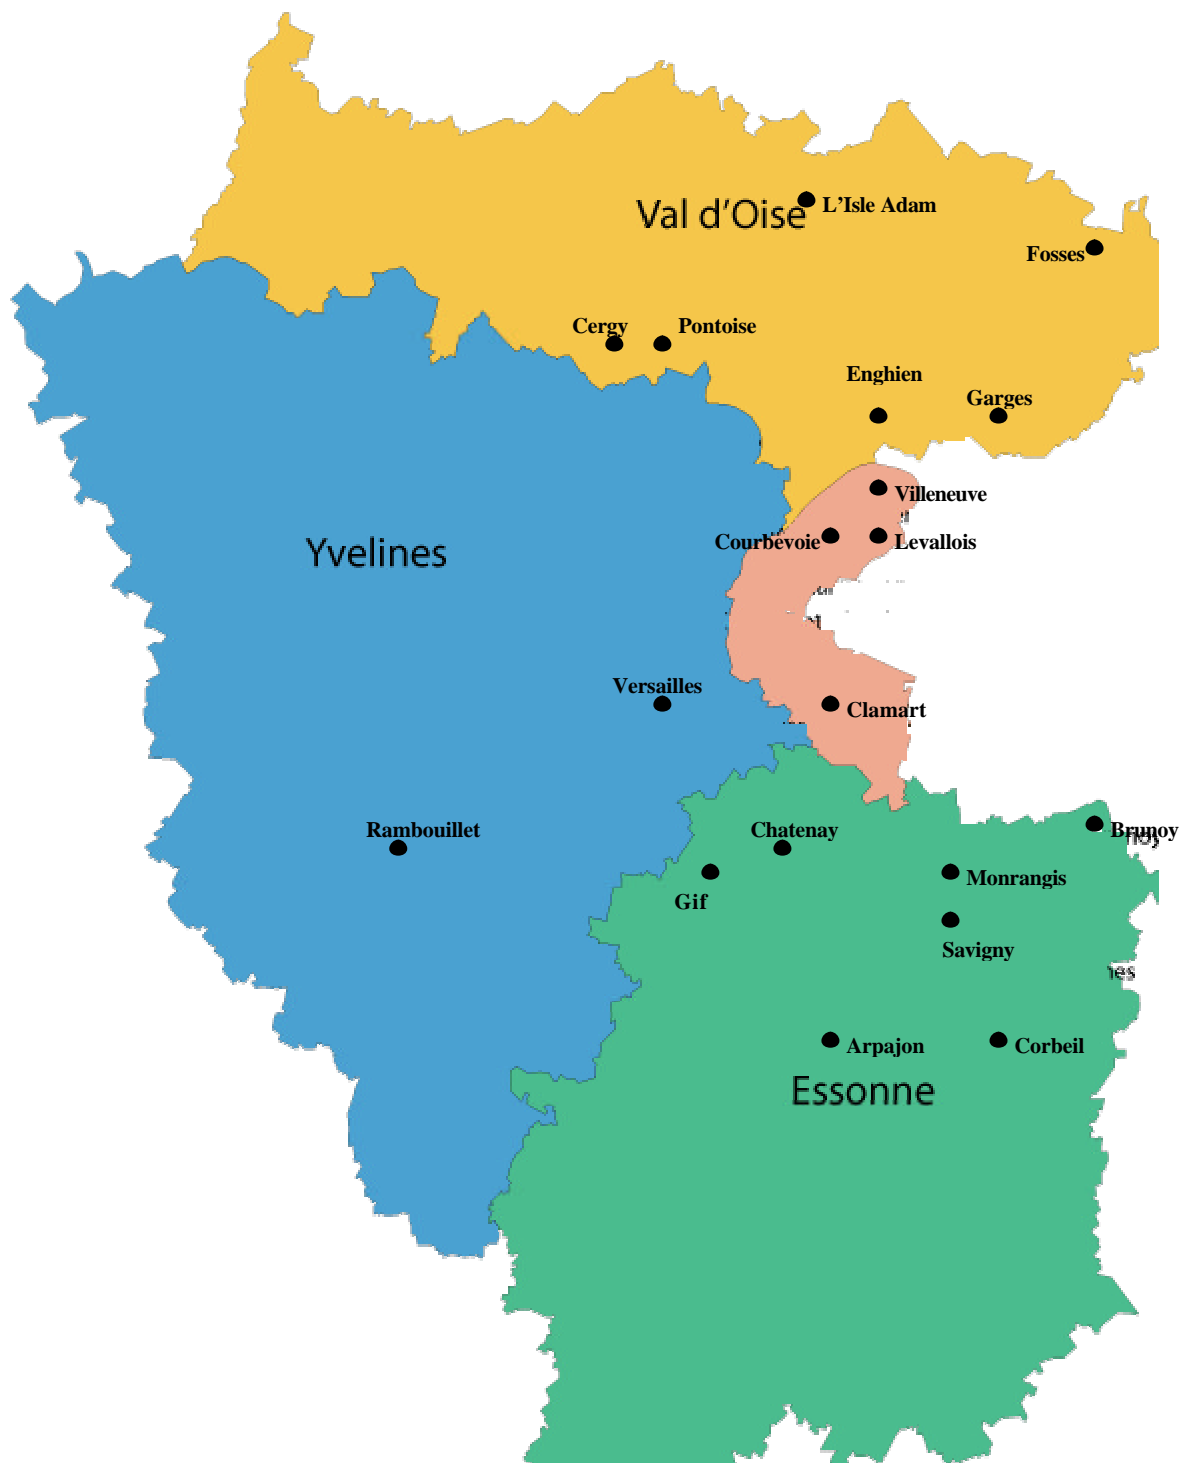 Val d'Oise
L'Isle Adam
Fosses
Cergy
Pontoise
Enghien
Garges
Villeneuve
Courbevoie
Levallois
Yvelines
Versailles
Clamart
Rambouillet
Chatenay
Brunoy
Gif
Monrangis
Savigny
Arpajon
Corbeil
Essonne